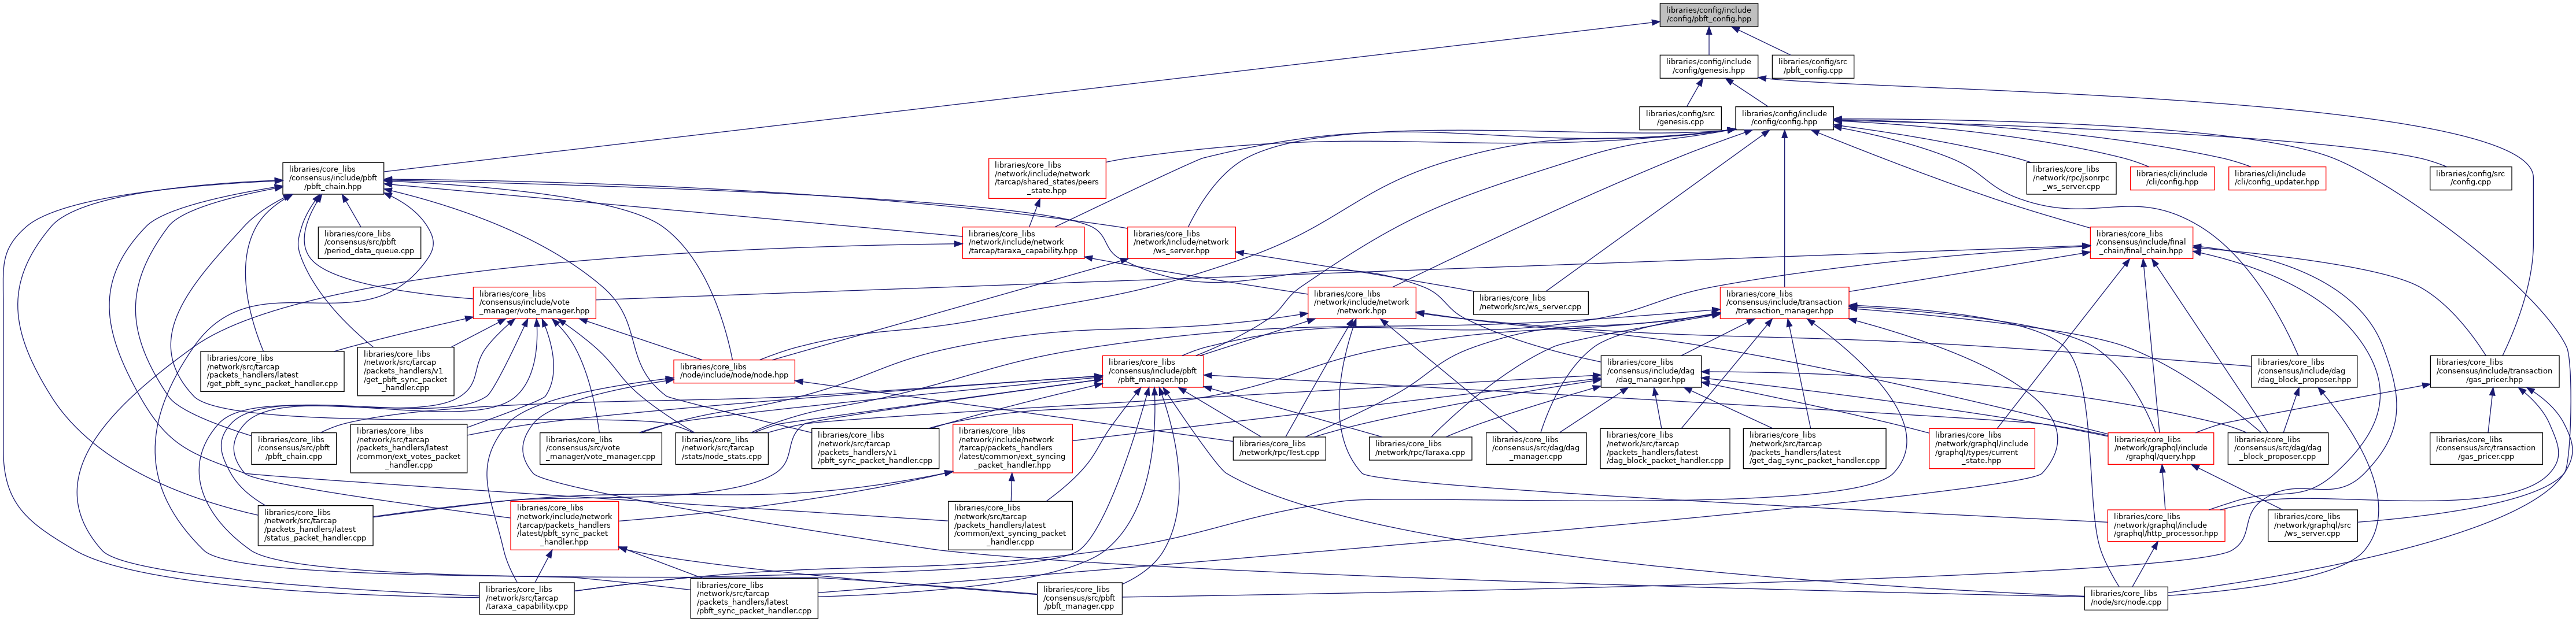 libraries/config/include
/config/pbft_config.hpp
libraries/config/include
/config/genesis.hpp
libraries/config/src
/pbft_config.cpp
libraries/config/src
/genesis.cpp
libraries/config/include
/config/config.hpp
libraries/core_libs
/consensus/include/pbft
/pbft_chain.hpp
libraries/core_libs
/network/include/network
/tarcap/shared_states/peers
_state.hpp
libraries/core_libs
/network/rpc/jsonrpc
_ws_server.cpp
libraries/cli/include
/cli/config.hpp
libraries/cli/include
/cli/config_updater.hpp
libraries/config/src
/config.cpp
libraries/core_libs
/consensus/src/pbft
/period_data_queue.cpp
libraries/core_libs
/network/include/network
/tarcap/taraxa_capability.hpp
libraries/core_libs
/network/include/network
/ws_server.hpp
libraries/core_libs
/consensus/include/final
_chain/final_chain.hpp
libraries/core_libs
/consensus/include/vote
_manager/vote_manager.hpp
libraries/core_libs
/network/include/network
/network.hpp
libraries/core_libs
/network/src/ws_server.cpp
libraries/core_libs
/consensus/include/transaction
/transaction_manager.hpp
libraries/core_libs
/network/src/tarcap
/packets_handlers/latest
/get_pbft_sync_packet_handler.cpp
libraries/core_libs
/network/src/tarcap
/packets_handlers/v1
/get_pbft_sync_packet
_handler.cpp
libraries/core_libs
/node/include/node/node.hpp
libraries/core_libs
/consensus/include/pbft
/pbft_manager.hpp
libraries/core_libs
/consensus/include/dag
/dag_manager.hpp
libraries/core_libs
/consensus/include/dag
/dag_block_proposer.hpp
libraries/core_libs
/consensus/include/transaction
/gas_pricer.hpp
libraries/core_libs
/consensus/src/pbft
/pbft_chain.cpp
libraries/core_libs
/network/src/tarcap
/packets_handlers/latest
/common/ext_votes_packet
_handler.cpp
libraries/core_libs
/consensus/src/vote
_manager/vote_manager.cpp
libraries/core_libs
/network/src/tarcap
/stats/node_stats.cpp
libraries/core_libs
/network/src/tarcap
/packets_handlers/v1
/pbft_sync_packet_handler.cpp
libraries/core_libs
/network/include/network
/tarcap/packets_handlers
/latest/common/ext_syncing
_packet_handler.hpp
libraries/core_libs
/network/rpc/Test.cpp
libraries/core_libs
/network/rpc/Taraxa.cpp
libraries/core_libs
/consensus/src/dag/dag
_manager.cpp
libraries/core_libs
/network/src/tarcap
/packets_handlers/latest
/dag_block_packet_handler.cpp
libraries/core_libs
/network/src/tarcap
/packets_handlers/latest
/get_dag_sync_packet_handler.cpp
libraries/core_libs
/network/graphql/include
/graphql/types/current
_state.hpp
libraries/core_libs
/network/graphql/include
/graphql/query.hpp
libraries/core_libs
/consensus/src/dag/dag
_block_proposer.cpp
libraries/core_libs
/consensus/src/transaction
/gas_pricer.cpp
libraries/core_libs
/network/src/tarcap
/packets_handlers/latest
/status_packet_handler.cpp
libraries/core_libs
/network/include/network
/tarcap/packets_handlers
/latest/pbft_sync_packet
_handler.hpp
libraries/core_libs
/network/src/tarcap
/packets_handlers/latest
/common/ext_syncing_packet
_handler.cpp
libraries/core_libs
/network/graphql/include
/graphql/http_processor.hpp
libraries/core_libs
/network/graphql/src
/ws_server.cpp
libraries/core_libs
/network/src/tarcap
/taraxa_capability.cpp
libraries/core_libs
/network/src/tarcap
/packets_handlers/latest
/pbft_sync_packet_handler.cpp
libraries/core_libs
/consensus/src/pbft
/pbft_manager.cpp
libraries/core_libs
/node/src/node.cpp